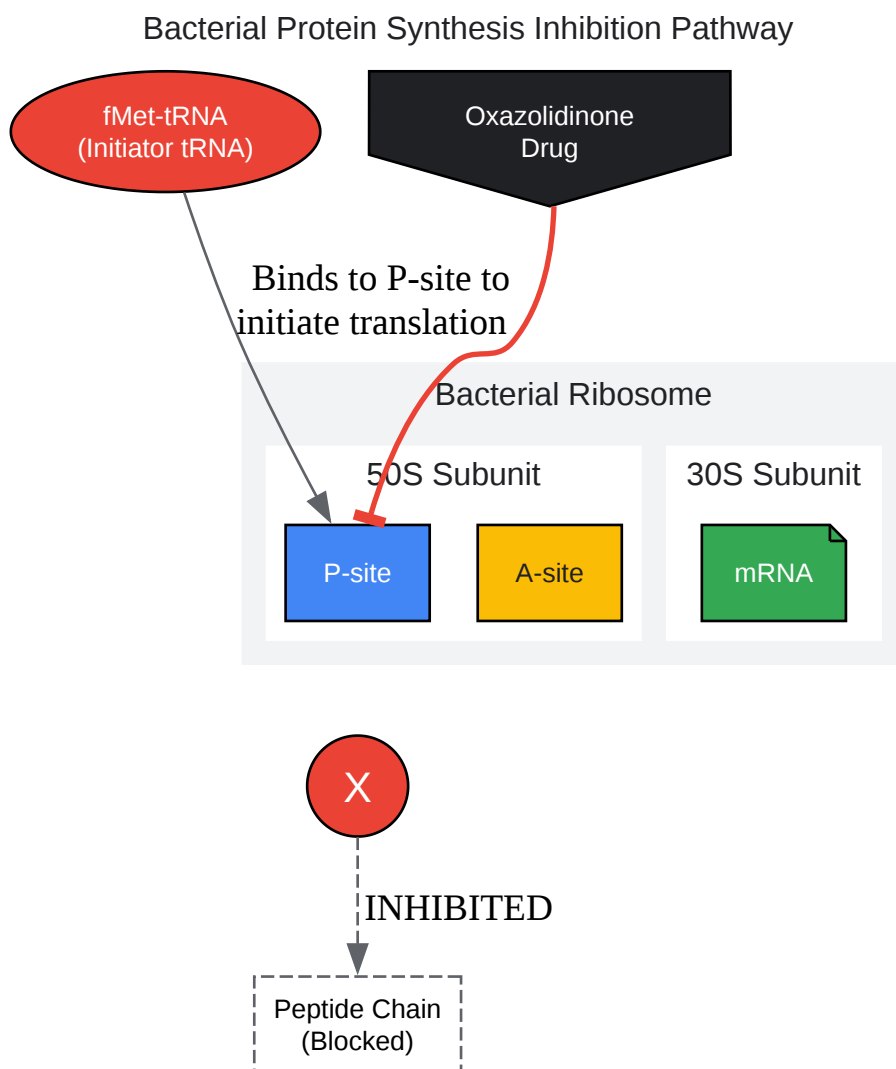 Bacterial Protein Synthesis Inhibition Pathway
fMet-tRNA
(Initiator tRNA)
Oxazolidinone
Drug
Binds to P-site to
initiate translation
Bacterial Ribosome
50S Subunit
30S Subunit
P-site
A-site
mRNA
X
INHIBITED
Peptide Chain
(Blocked)